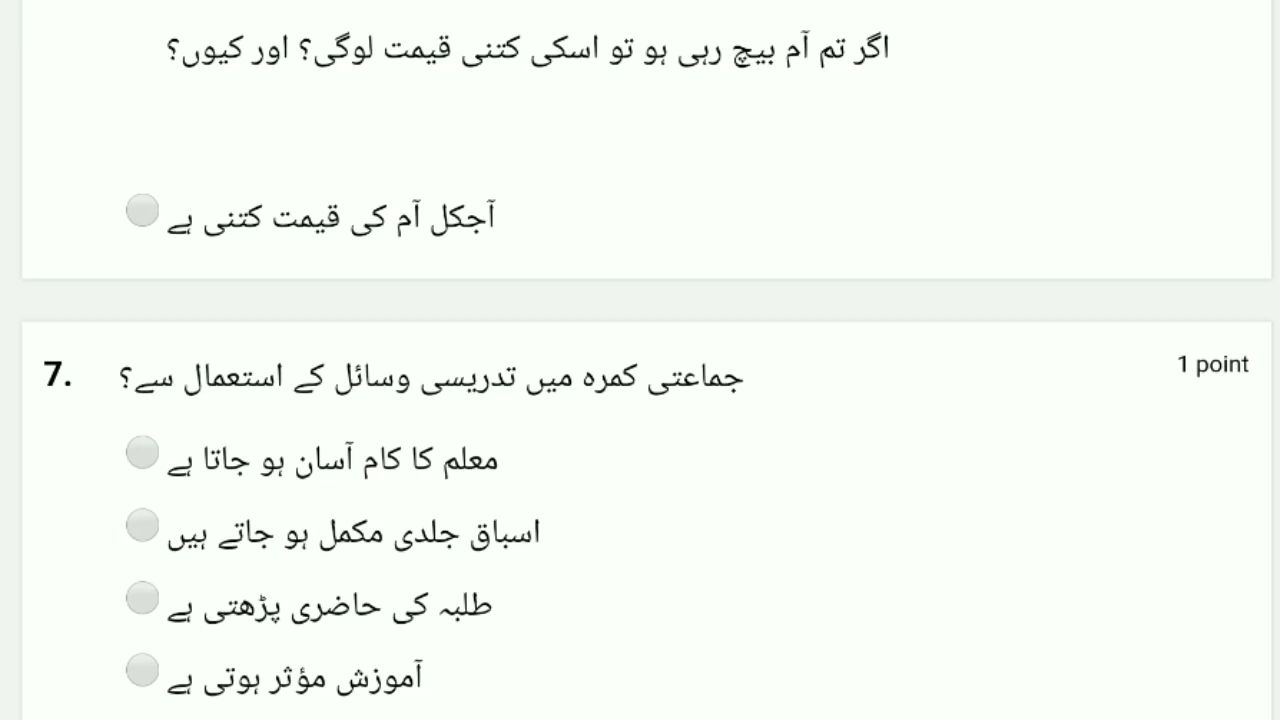 اگر تم آم بیچ رہی ہو تو اسکی کتنی قیمت لوگی؟ اور کیوں؟
آجکل آم کی قیمت کتنی ہے
7. جماعتی کمرہ میں تدریسی وسائل کے استعمال سے؟ 1 point
معلم کا کام آسان ہو جاتا ہے
اسباق جلدی مکمل ہو جاتے ہیں
طلبہ کی حاضری پڑھتی ہے
آموزش مؤثر ہوتی ہے